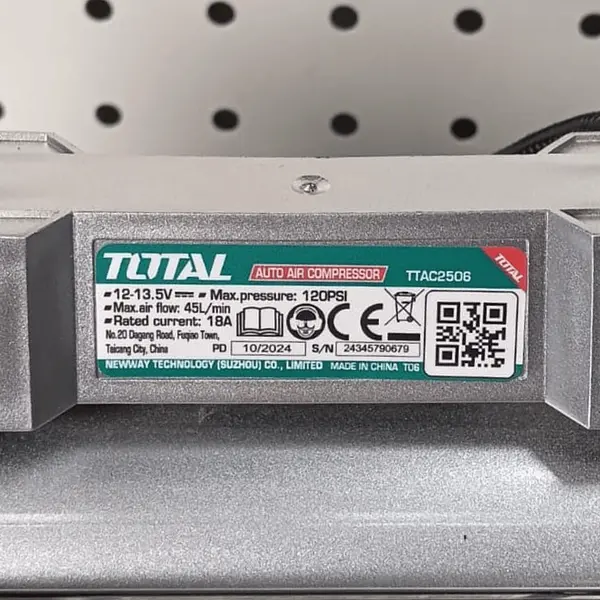 TOTAL AUTO AIR COMPRESSOR TTAC2506 TOTAL
▪ 12-13.5V ⎓ ▪ Max.pressure: 120PSI
▪ Max.air flow: 45L/min
▪ Rated current: 18A
No.20 Dagang Road, Fuqiao Town,
Taicang City, China PD 10/2024 S/N 24345790679
NEWWAY TECHNOLOGY (SUZHOU) CO., LIMITED MADE IN CHINA T06
CE